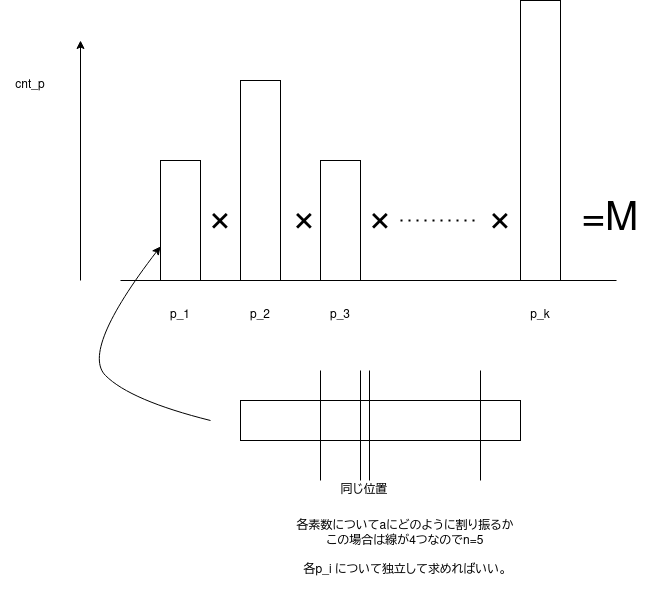 cnt_p
× × × ‥‥‥‥‥ × =M
p_1 p_2 p_3 p_k
同じ位置
各素数についてaにどのように割り振るか
この場合は線が4つなのでn=5
各p_i について独立して求めればいい。